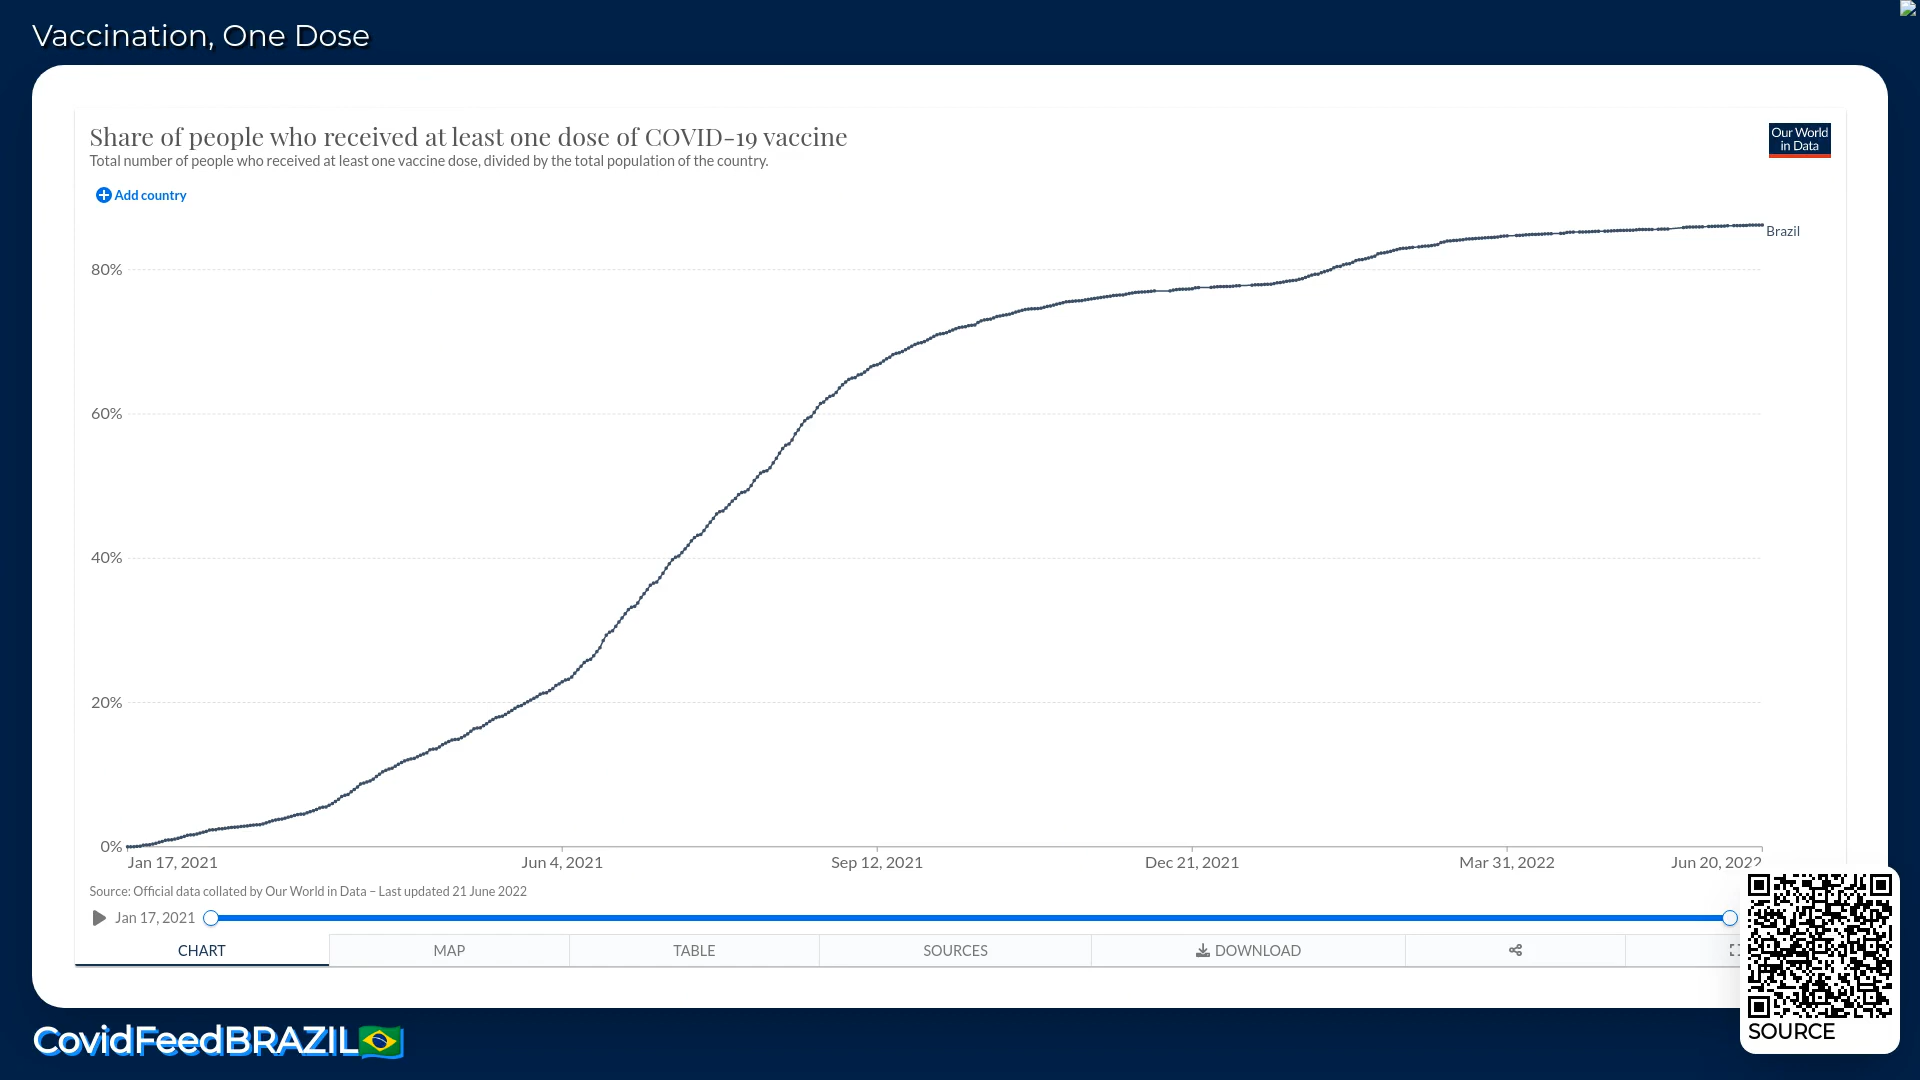 Vaccination, One Dose
Share of people who received at least one dose of COVID-19 vaccine
Total number of people who received at least one vaccine dose, divided by the total population of the country.
Our World
in Data
Add country
Brazil
80%
60%
40%
20%
0%
Jan 17, 2021
Jun 4, 2021
Sep 12, 2021
Dec 21, 2021
Mar 31, 2022
Jun 20, 2022
Source: Official data collated by Our World in Data – Last updated 21 June 2022
Jan 17, 2021
CHART
MAP
TABLE
SOURCES
DOWNLOAD
SOURCE
CovidFeedBRAZIL